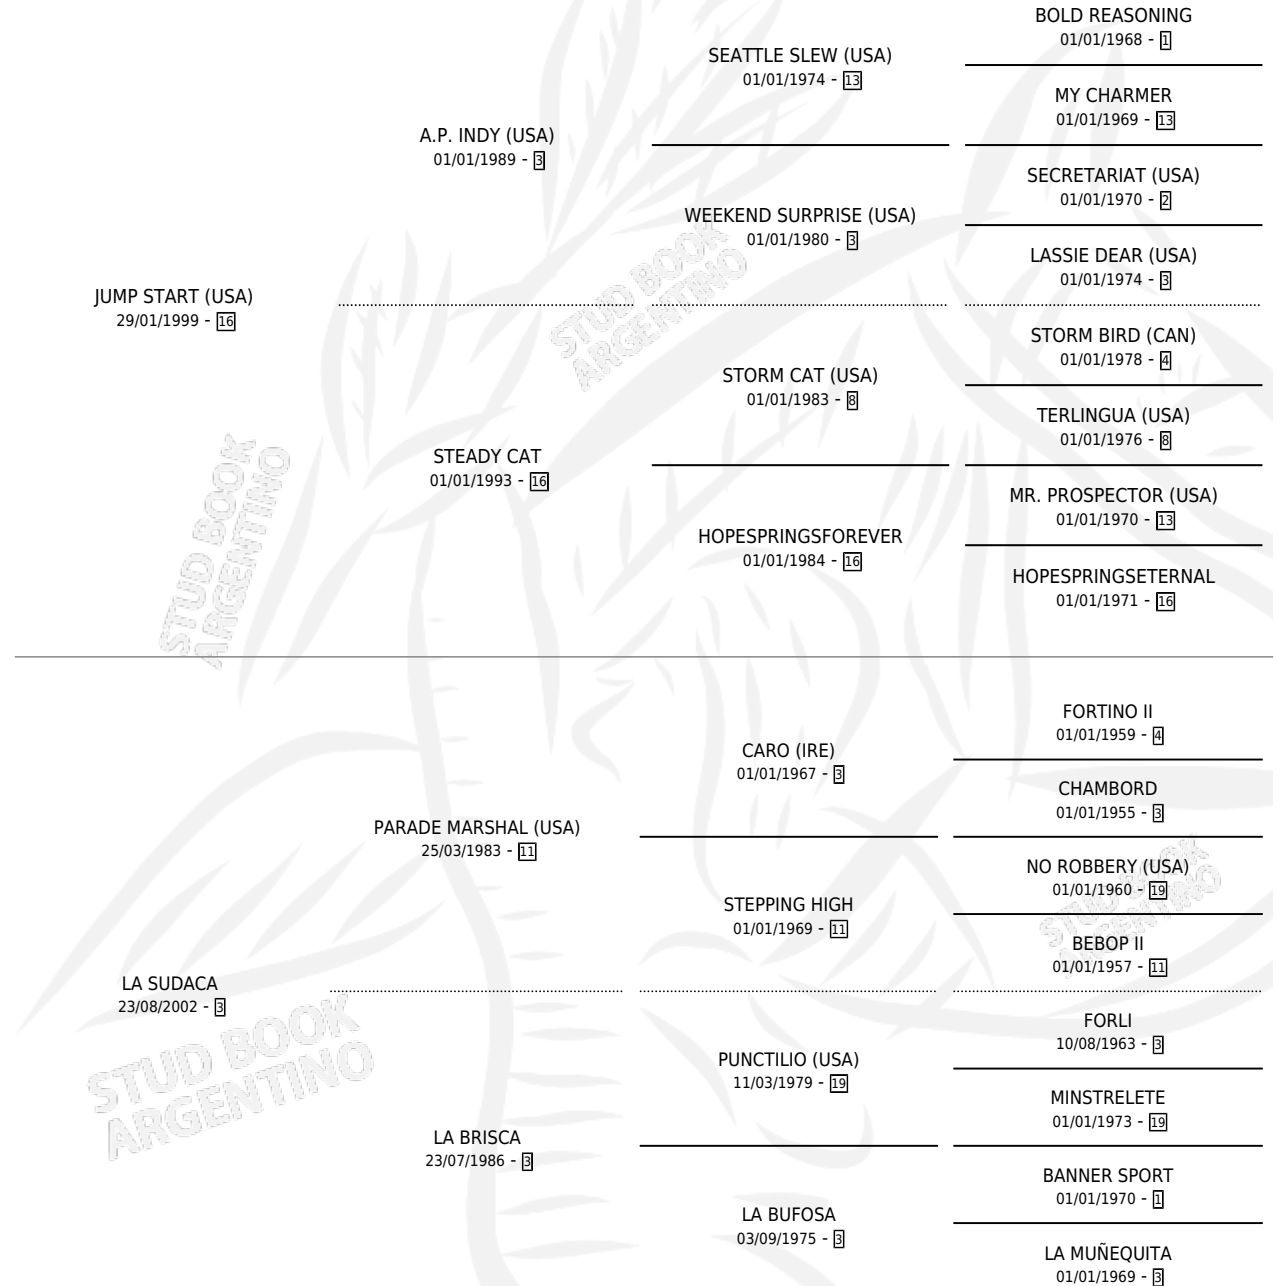 BOLD REASONING
01/01/1968 - 1
SEATTLE SLEW (USA)
01/01/1974 - 13
MY CHARMER
01/01/1969 - 13
A.P. INDY (USA)
01/01/1989 - 3
SECRETARIAT (USA)
01/01/1970 - 2
WEEKEND SURPRISE (USA)
01/01/1980 - 3
LASSIE DEAR (USA)
01/01/1974 - 3
JUMP START (USA)
29/01/1999 - 16
STORM BIRD (CAN)
01/01/1978 - 4
STORM CAT (USA)
01/01/1983 - 8
TERLINGUA (USA)
01/01/1976 - 8
STEADY CAT
01/01/1993 - 16
MR. PROSPECTOR (USA)
01/01/1970 - 13
HOPESPRINGSFOREVER
01/01/1984 - 16
HOPESPRINGSETERNAL
01/01/1971 - 16
FORTINO II
01/01/1959 - 4
CARO (IRE)
01/01/1967 - 3
CHAMBORD
01/01/1955 - 3
PARADE MARSHAL (USA)
25/03/1983 - 11
NO ROBBERY (USA)
01/01/1960 - 19
STEPPING HIGH
01/01/1969 - 11
BEBOP II
01/01/1957 - 11
LA SUDACA
23/08/2002 - 3
FORLI
10/08/1963 - 3
PUNCTILIO (USA)
11/03/1979 - 19
MINSTRELETE
01/01/1973 - 19
LA BRISCA
23/07/1986 - 3
BANNER SPORT
01/01/1970 - 1
LA BUFOSA
03/09/1975 - 3
LA MUÑEQUITA
01/01/1969 - 3
STUD BOOK
ARGENTINO
STUD BOOK
ARGENTINO
STUD BOOK
ARGENTINO
STUD BOOK
ARGENTINO